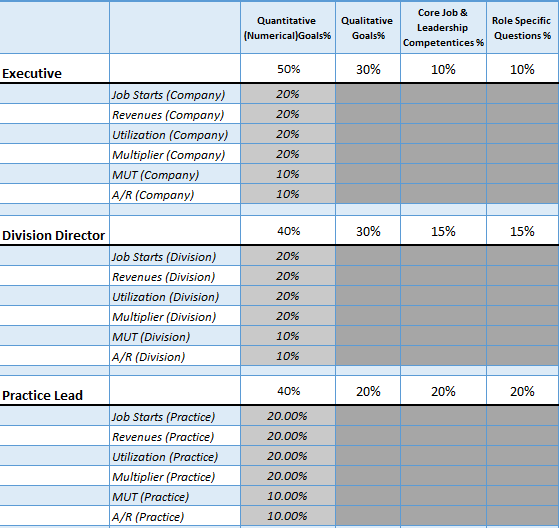 Quantitative (Numerical)Goals% Qualitative Goals% Core Job & Leadership Competentices % Role Specific Questions %
Executive 50% 30% 10% 10%
Job Starts (Company) 20%
Revenues (Company) 20%
Utilization (Company) 20%
Multiplier (Company) 20%
MUT (Company) 10%
A/R (Company) 10%
Division Director 40% 30% 15% 15%
Job Starts (Division) 20%
Revenues (Division) 20%
Utilization (Division) 20%
Multiplier (Division) 20%
MUT (Division) 10%
A/R (Division) 10%
Practice Lead 40% 20% 20% 20%
Job Starts (Practice) 20.00%
Revenues (Practice) 20.00%
Utilization (Practice) 20.00%
Multiplier (Practice) 20.00%
MUT (Practice) 10.00%
A/R (Practice) 10.00%